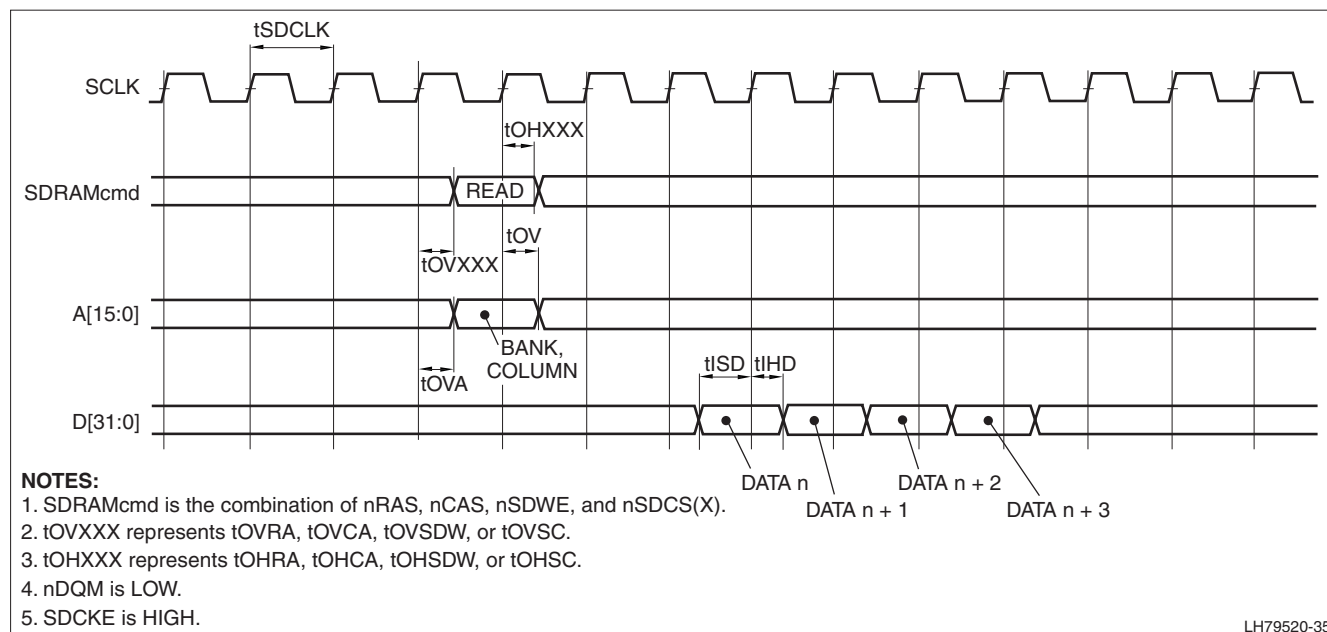 tSDCLK
SCLK
tOHXXX
SDRAMcmd
READ
tOVXXX
tOV
A[15:0]
BANK,
COLUMN
tOVA
tISD
tIHD
D[31:0]
DATA n
DATA n + 1
DATA n + 2
DATA n + 3
NOTES:
1. SDRAMcmd is the combination of nRAS, nCAS, nSDWE, and nSDCS(X).
2. tOVXXX represents tOVRA, tOVCA, tOVSDW, or tOVSC.
3. tOHXXX represents tOHRA, tOHCA, tOHSDW, or tOHSC.
4. nDQM is LOW.
5. SDCKE is HIGH.
LH79520-35